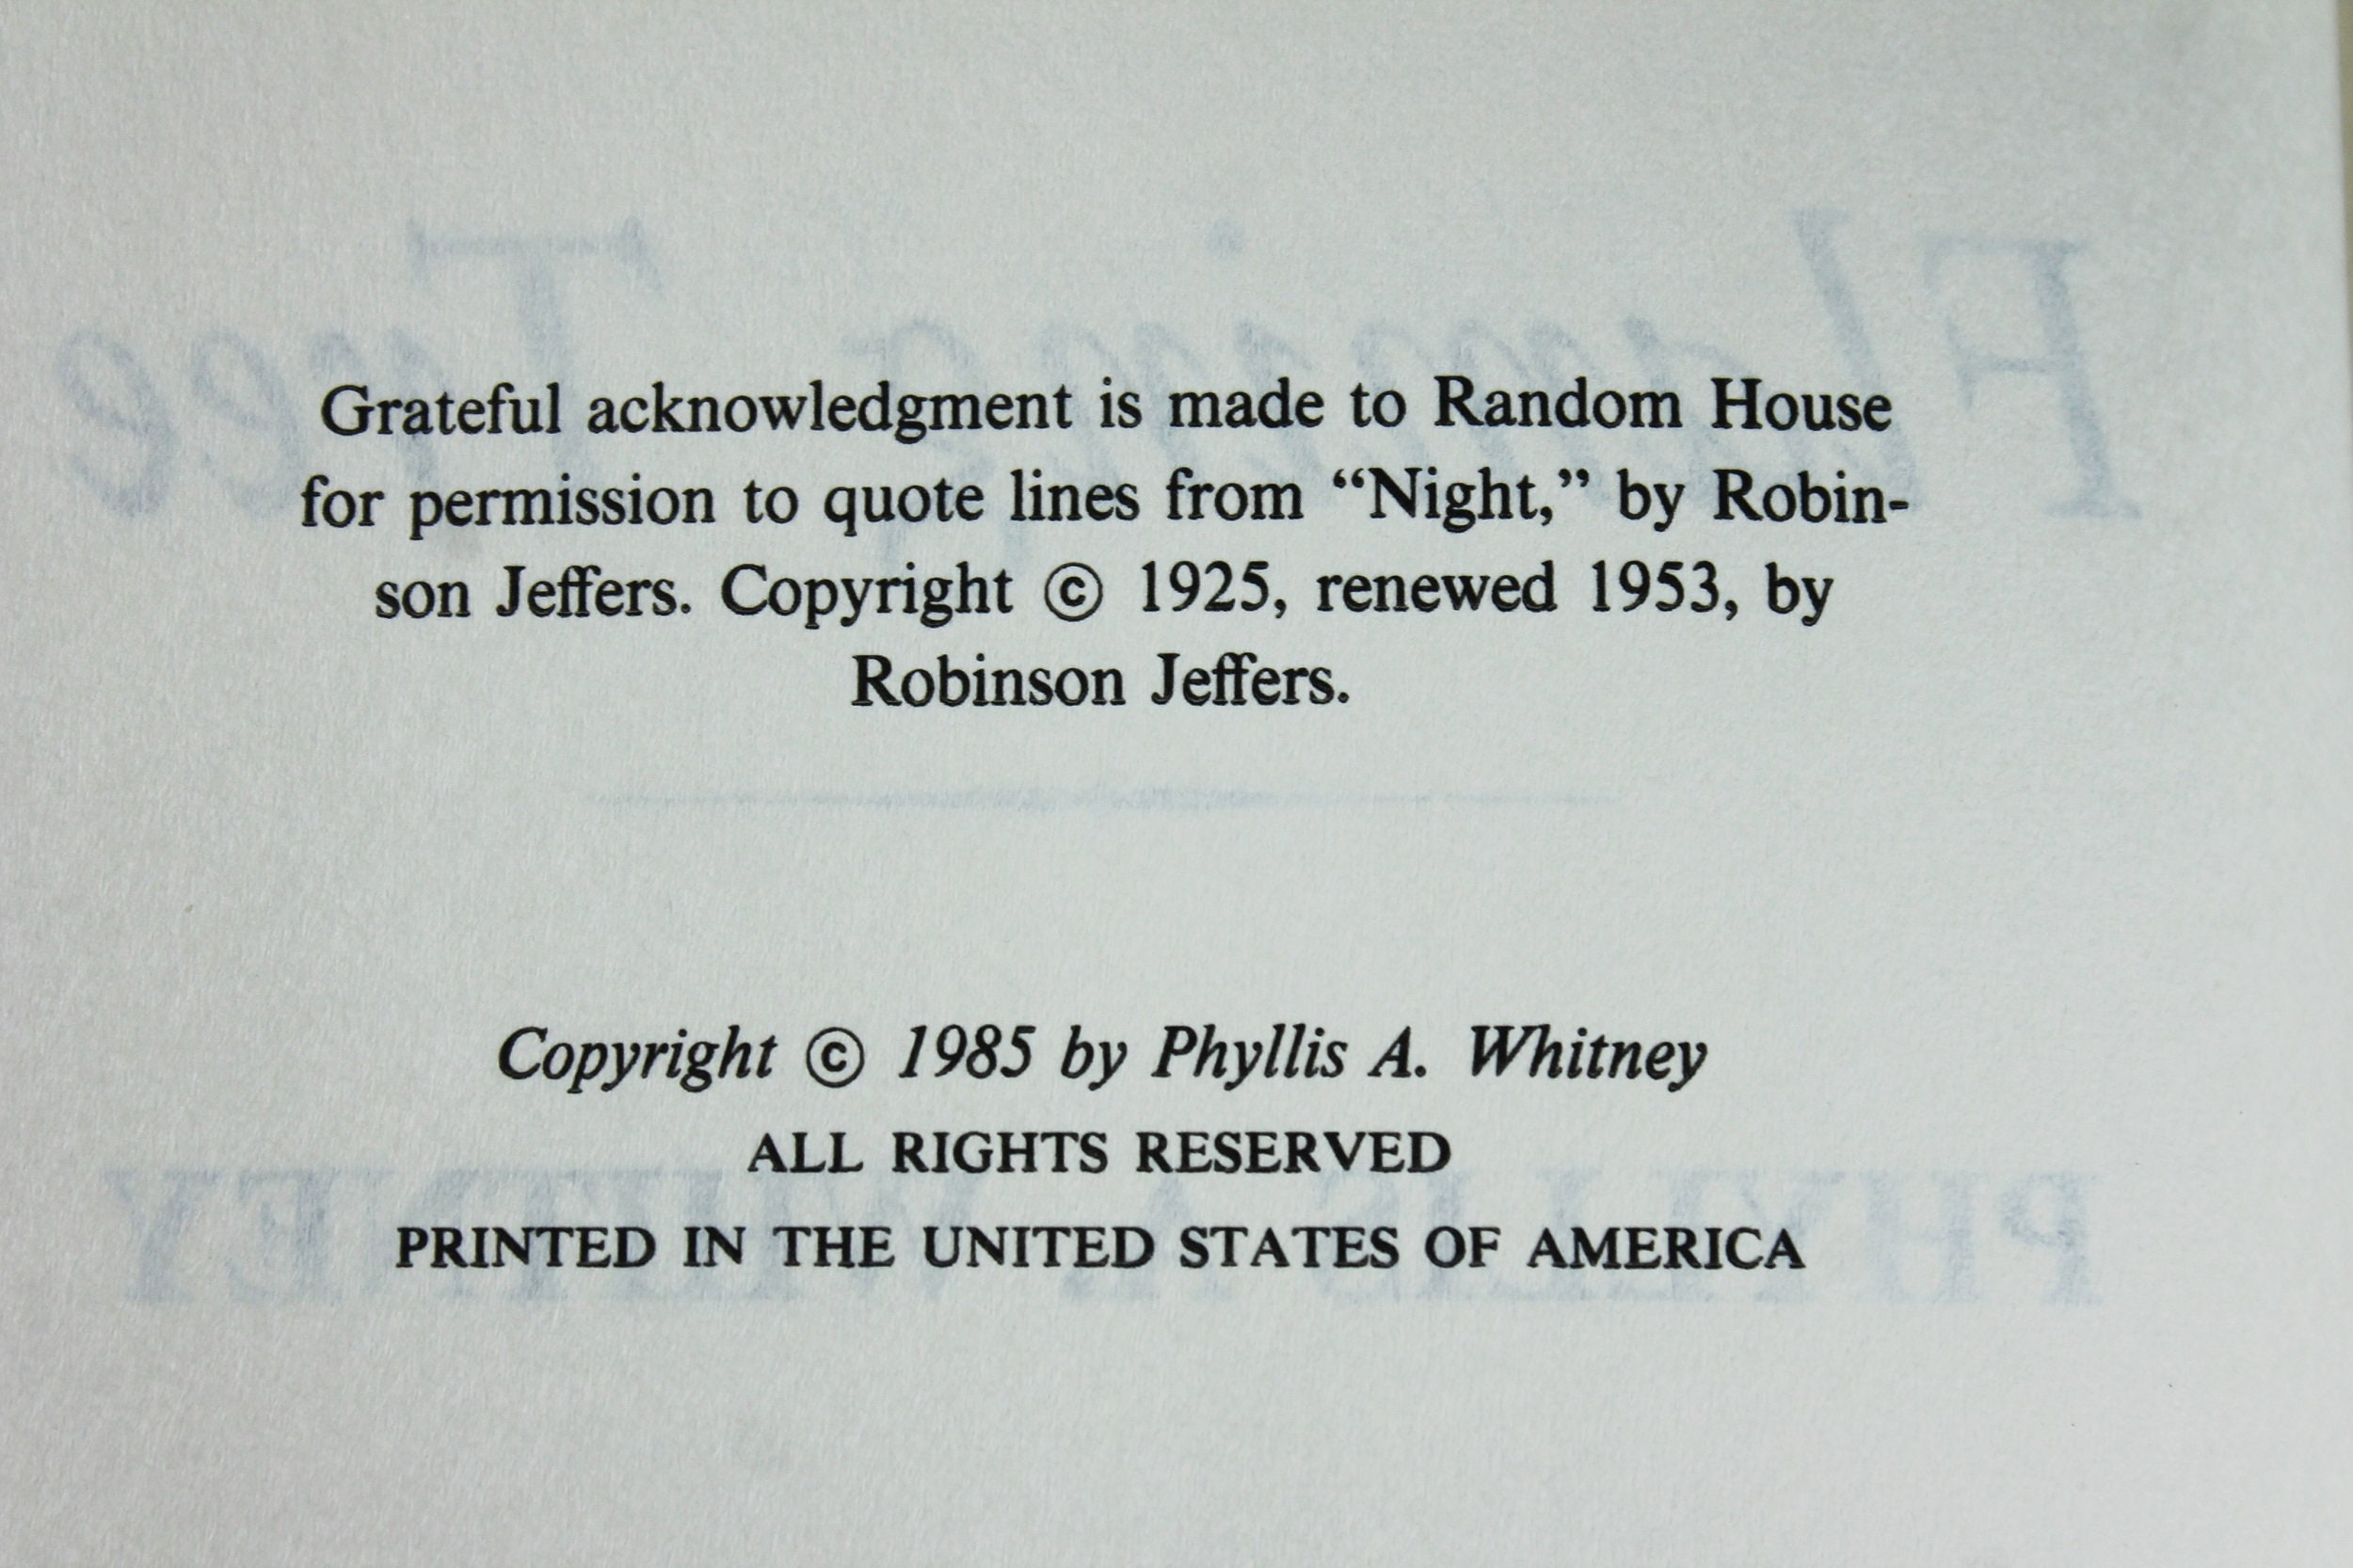 Grateful acknowledgment is made to Random House
for permission to quote lines from “Night,” by Robin-
son Jeffers. Copyright © 1925, renewed 1953, by
Robinson Jeffers.
Copyright © 1985 by Phyllis A. Whitney
ALL RIGHTS RESERVED
PRINTED IN THE UNITED STATES OF AMERICA